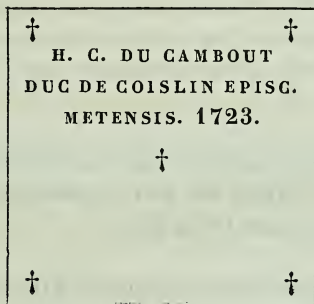 † †
H. C. DU CAMBOUT
DUC DE COISLIN EPISC.
METENSIS. 1723.
†
† †